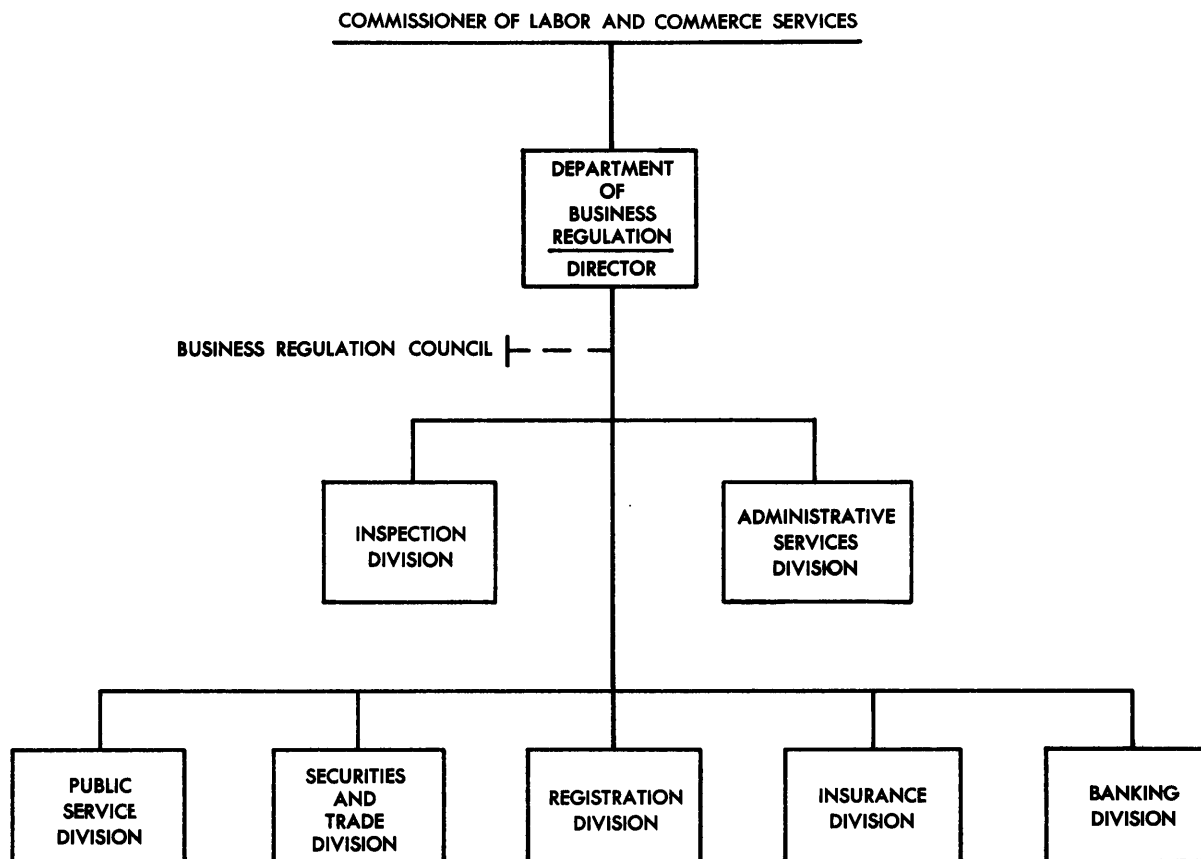 COMMISSIONER OF LABOR AND COMMERCE SERVICES
DEPARTMENT
OF
BUSINESS
REGULATION
DIRECTOR
BUSINESS REGULATION COUNCIL
INSPECTION
DIVISION
ADMINISTRATIVE
SERVICES
DIVISION
PUBLIC
SERVICE
DIVISION
SECURITIES
AND
TRADE
DIVISION
REGISTRATION
DIVISION
INSURANCE
DIVISION
BANKING
DIVISION